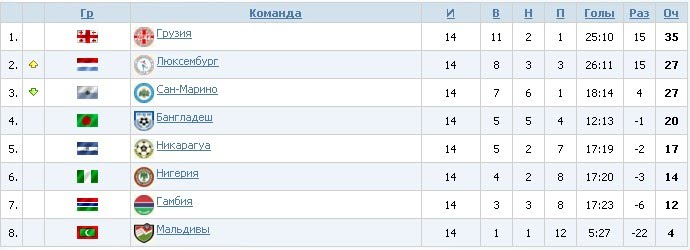 Гр Команда И В Н П Голы Раз Оч
1. Грузия 14 11 2 1 25:10 15 35
2. Люксембург 14 8 3 3 26:11 15 27
3. Сан-Марино 14 7 6 1 18:14 4 27
4. Бангладеш 14 5 5 4 12:13 -1 20
5. Никарагуа 14 5 2 7 17:19 -2 17
6. Нигерия 14 4 2 8 17:20 -3 14
7. Гамбия 14 3 3 8 17:23 -6 12
8. Мальдивы 14 1 1 12 5:27 -22 4